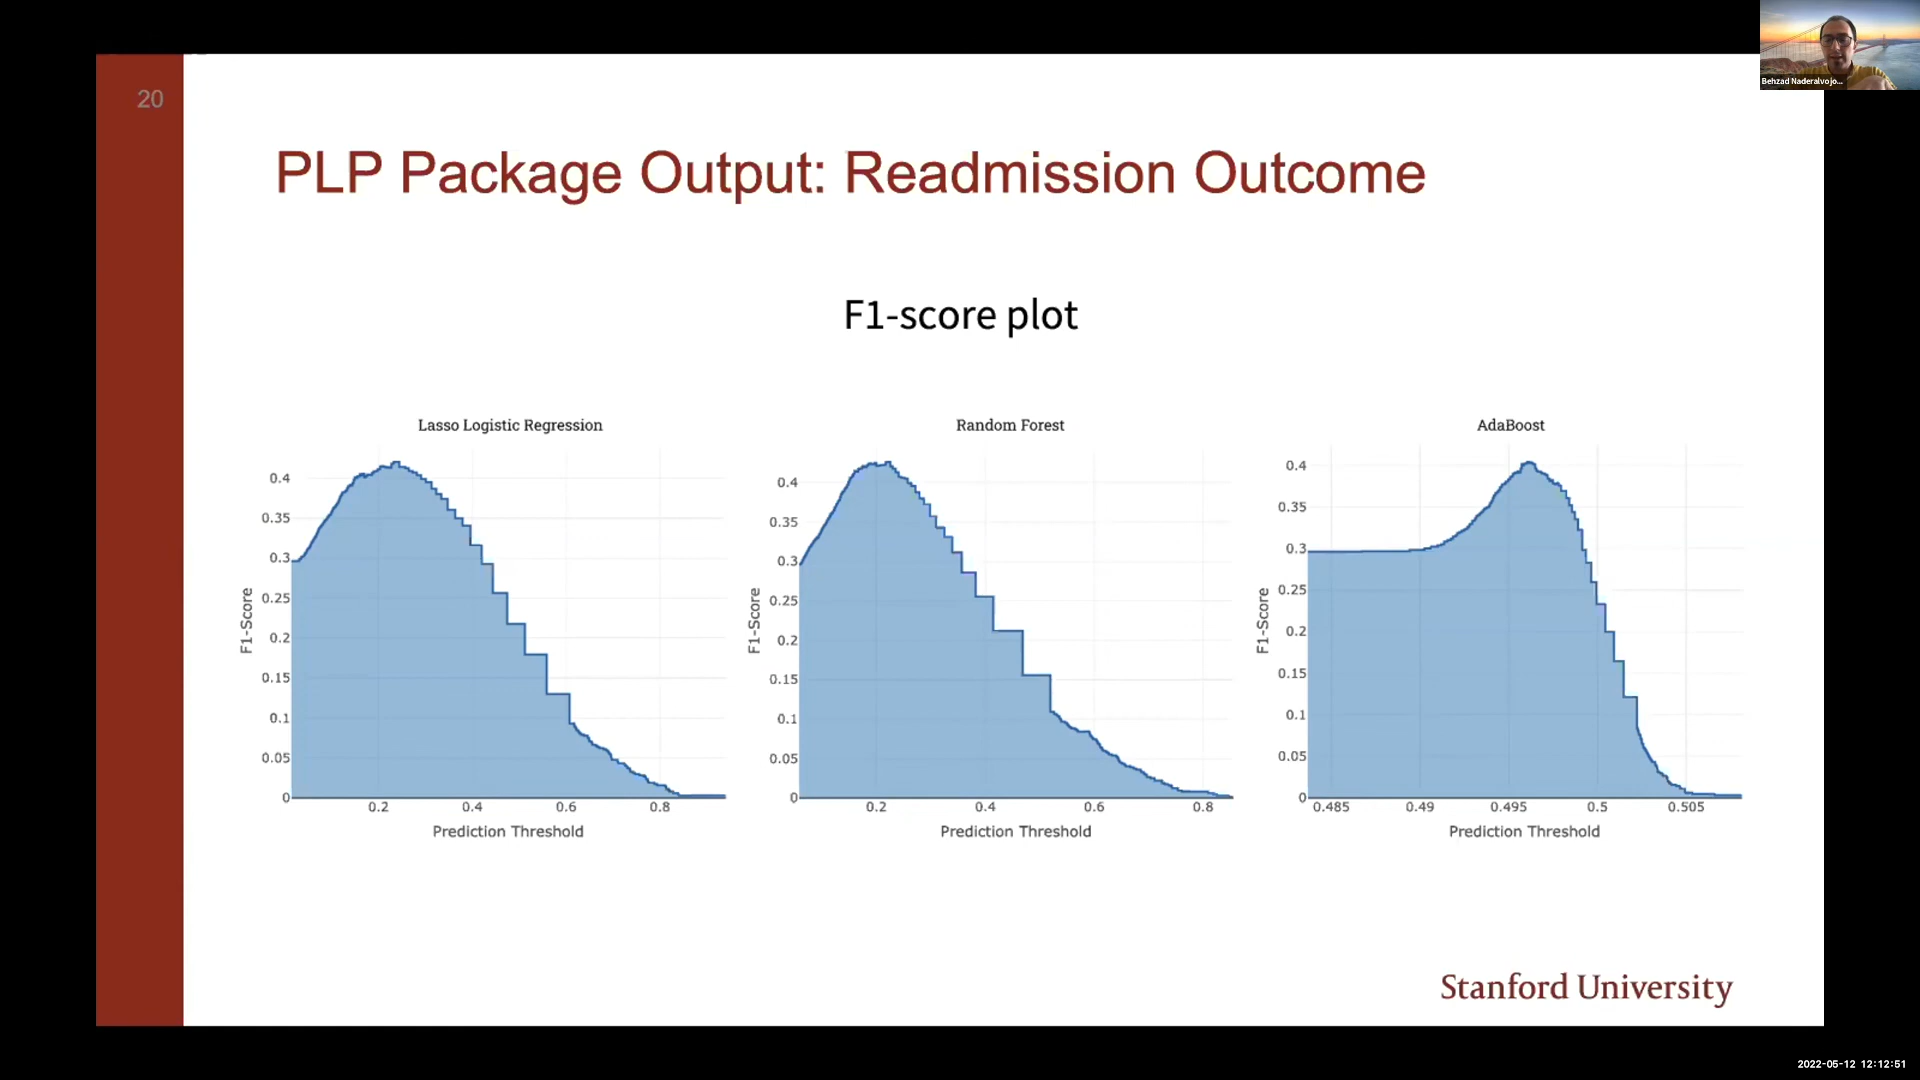 Behzad Naderalvojo...
20
PLP Package Output: Readmission Outcome
F1-score plot
Lasso Logistic Regression
0.4
0.35
0.3
0.25
0.2
0.15
0.1
0.05
0
F1-Score
0.2 0.4 0.6 0.8
Prediction Threshold
Random Forest
0.4
0.35
0.3
0.25
0.2
0.15
0.1
0.05
0
F1-Score
0.2 0.4 0.6 0.8
Prediction Threshold
AdaBoost
0.4
0.35
0.3
0.25
0.2
0.15
0.1
0.05
0
F1-Score
0.485 0.49 0.495 0.5 0.505
Prediction Threshold
Stanford University
2022-05-12 12:12:51